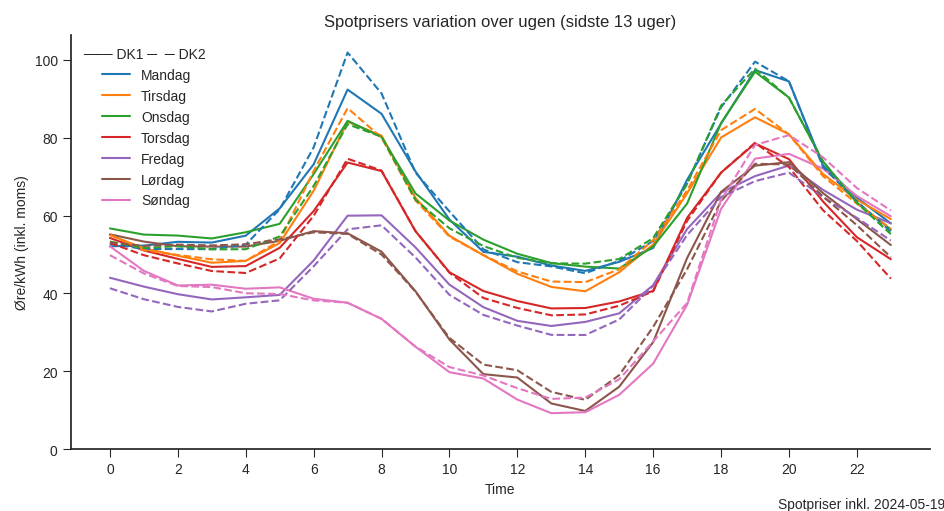 Spotprisers variation over ugen (sidste 13 uger)
DK1 DK2
Mandag
Tirsdag
Onsdag
Torsdag
Fredag
Lørdag
Søndag
Øre/kWh (inkl. moms)
100
80
60
40
20
0
0 2 4 6 8 10 12 14 16 18 20 22
Time
Spotpriser inkl. 2024-05-19